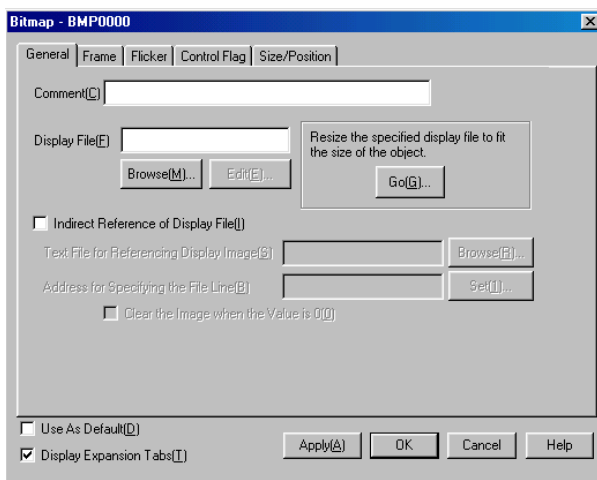 Bitmap - BMP0000
General Frame Flicker Control Flag Size/Position
Comment(C)
Display File(F)
Browse(M)... Edit(E)...
Resize the specified display file to fit
the size of the object.
Go(G)...
Indirect Reference of Display File(I)
Text File for Referencing Display Image(S) Browse(R)...
Address for Specifying the File Line(B) Set(1)...
Clear the Image when the Value is 0(0)
Use As Default(D)
Display Expansion Tabs(T)
Apply(A) OK Cancel Help